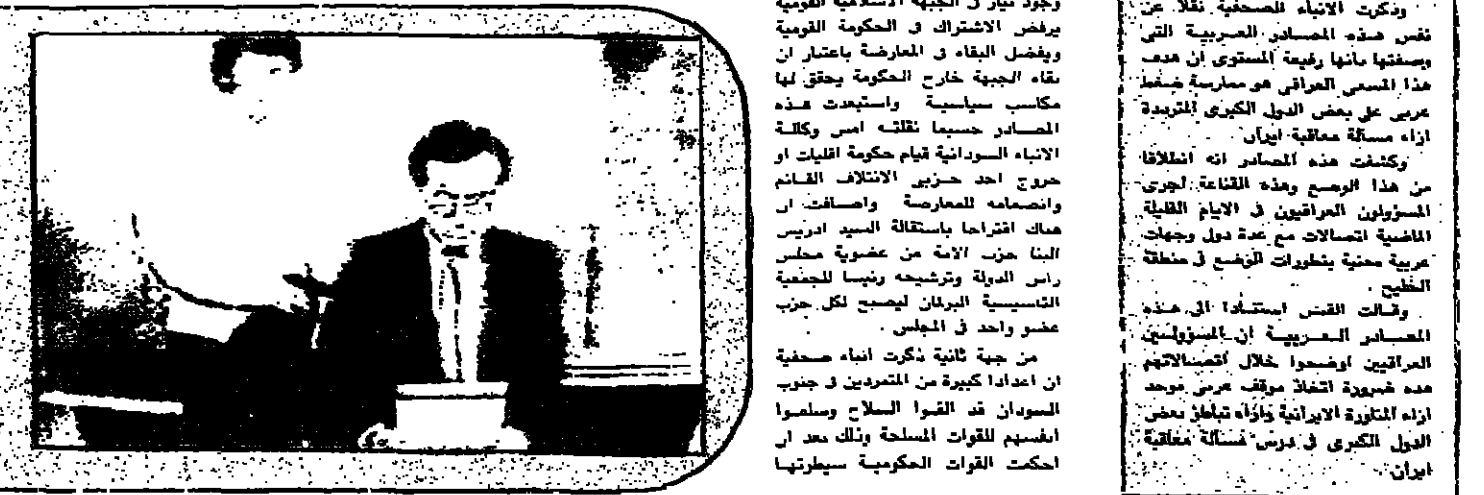 وذكرت الانباء الصحفية نقلا عن
نفس هذه المصادر العربية التي
وصفتها بأنها رفيعة المستوى ان هدف
هذا المسعى العراقي هو ممارسة ضغط
عربي على بعض الدول الكبرى المترددة
ازاء مسألة معاقبة ايران
وكشفت هذه المصادر انه انطلاقا
من هذا الوضع وهذه القناعة اجرى
المسؤولون العراقيون في الايام القليلة
الماضية اتصالات مع عدة دول وجهات
عربية معنية بتطورات الوضع في منطقة
الخليج .
وقالت القبس استنادا الى هذه
المصادر العربية ان المسؤولين
العراقيين اوضحوا خلال اتصالاتهم
هذه ضرورة اتخاذ موقف عربي موحد
ازاء المناورة الايرانية وازاء تباطؤ بعض
الدول الكبرى في درس مسألة معاقبة
ايران
وجود تيار في الجبهة الاسلامية القومية
يرفض الاشتراك في الحكومة القومية
ويفضل البقاء في المعارضة باعتبار ان
بقاء الجبهة خارج الحكومة يحقق لها
مكاسب سياسية واستبعدت هذه
المصادر حسبما نقلته امس وكالة
الانباء السودانية قيام حكومة اقليات او
خروج احد حزبي الائتلاف القائم
وانضمامه للمعارضة واضافت ان
هناك اقتراحا باستقالة السيد ادريس
البنا حزب الامة من عضوية مجلس
راس الدولة وترشيحه رئيسا للجمعية
التاسيسية البرلمان ليصبح لكل حزب
عضو واحد في المجلس .
من جهة ثانية ذكرت انباء صحفية
ان اعدادا كبيرة من المتمردين في جنوب
السودان قد القوا السلاح وسلموا
انفسهم للقوات المسلحة وذلك بعد ان
احكمت القوات الحكومية سيطرتها